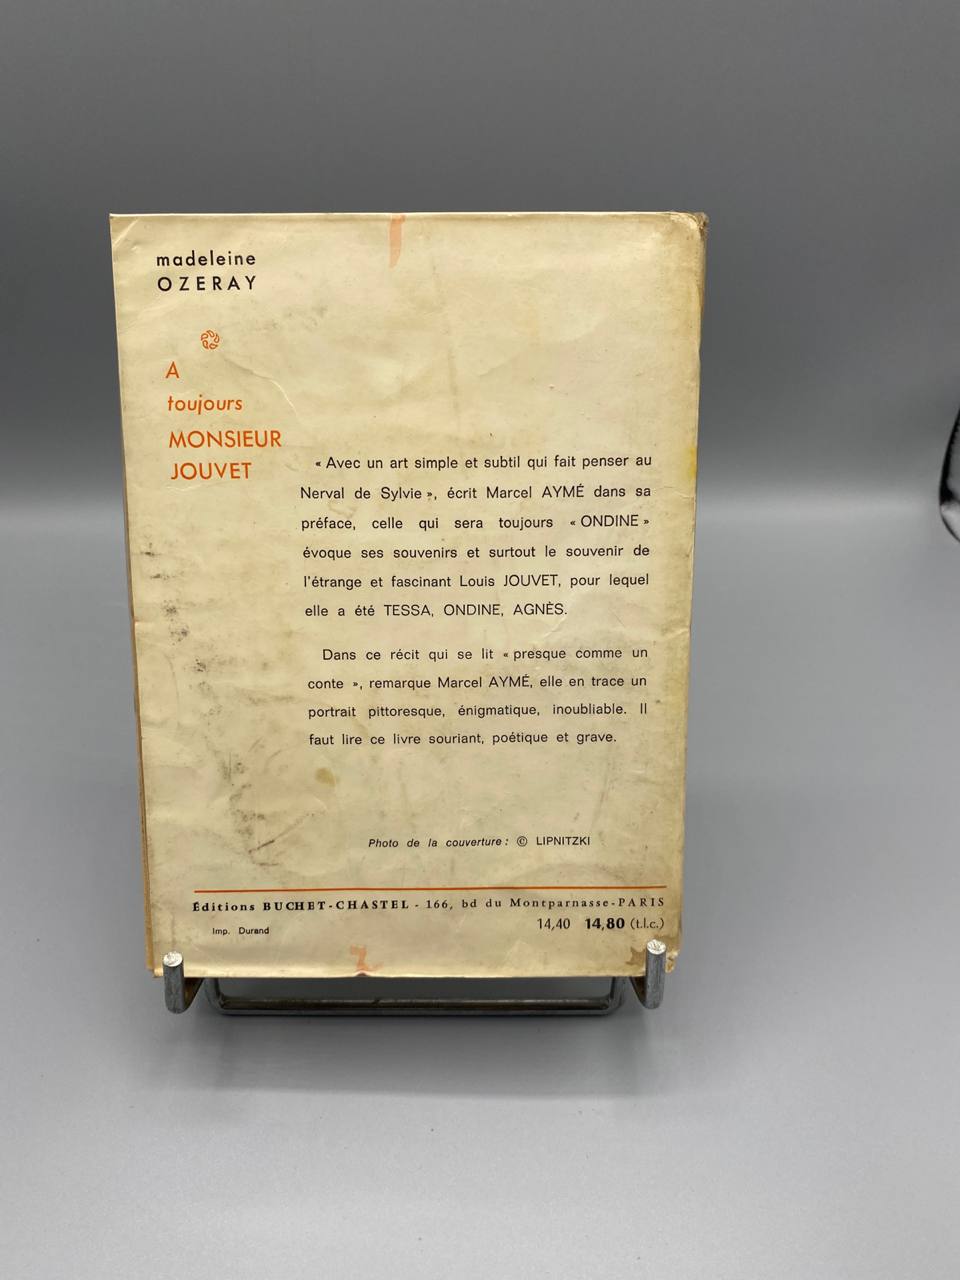 madeleine
OZERAY
A
toujours
MONSIEUR
JOUVET
« Avec un art simple et subtil qui fait penser au
Nerval de Sylvie », écrit Marcel AYMÉ dans sa
préface, celle qui sera toujours « ONDINE »
évoque ses souvenirs et surtout le souvenir de
l'étrange et fascinant Louis JOUVET, pour lequel
elle a été TESSA, ONDINE, AGNÈS.
Dans ce récit qui se lit « presque comme un
conte », remarque Marcel AYMÉ, elle en trace un
portrait pittoresque, énigmatique, inoubliable. Il
faut lire ce livre souriant, poétique et grave.
Photo de la couverture : © LIPNITZKI
Éditions BUCHET-CHASTEL - 166, bd du Montparnasse-PARIS
Imp. Durand 14,40 14,80 (t.l.c.)